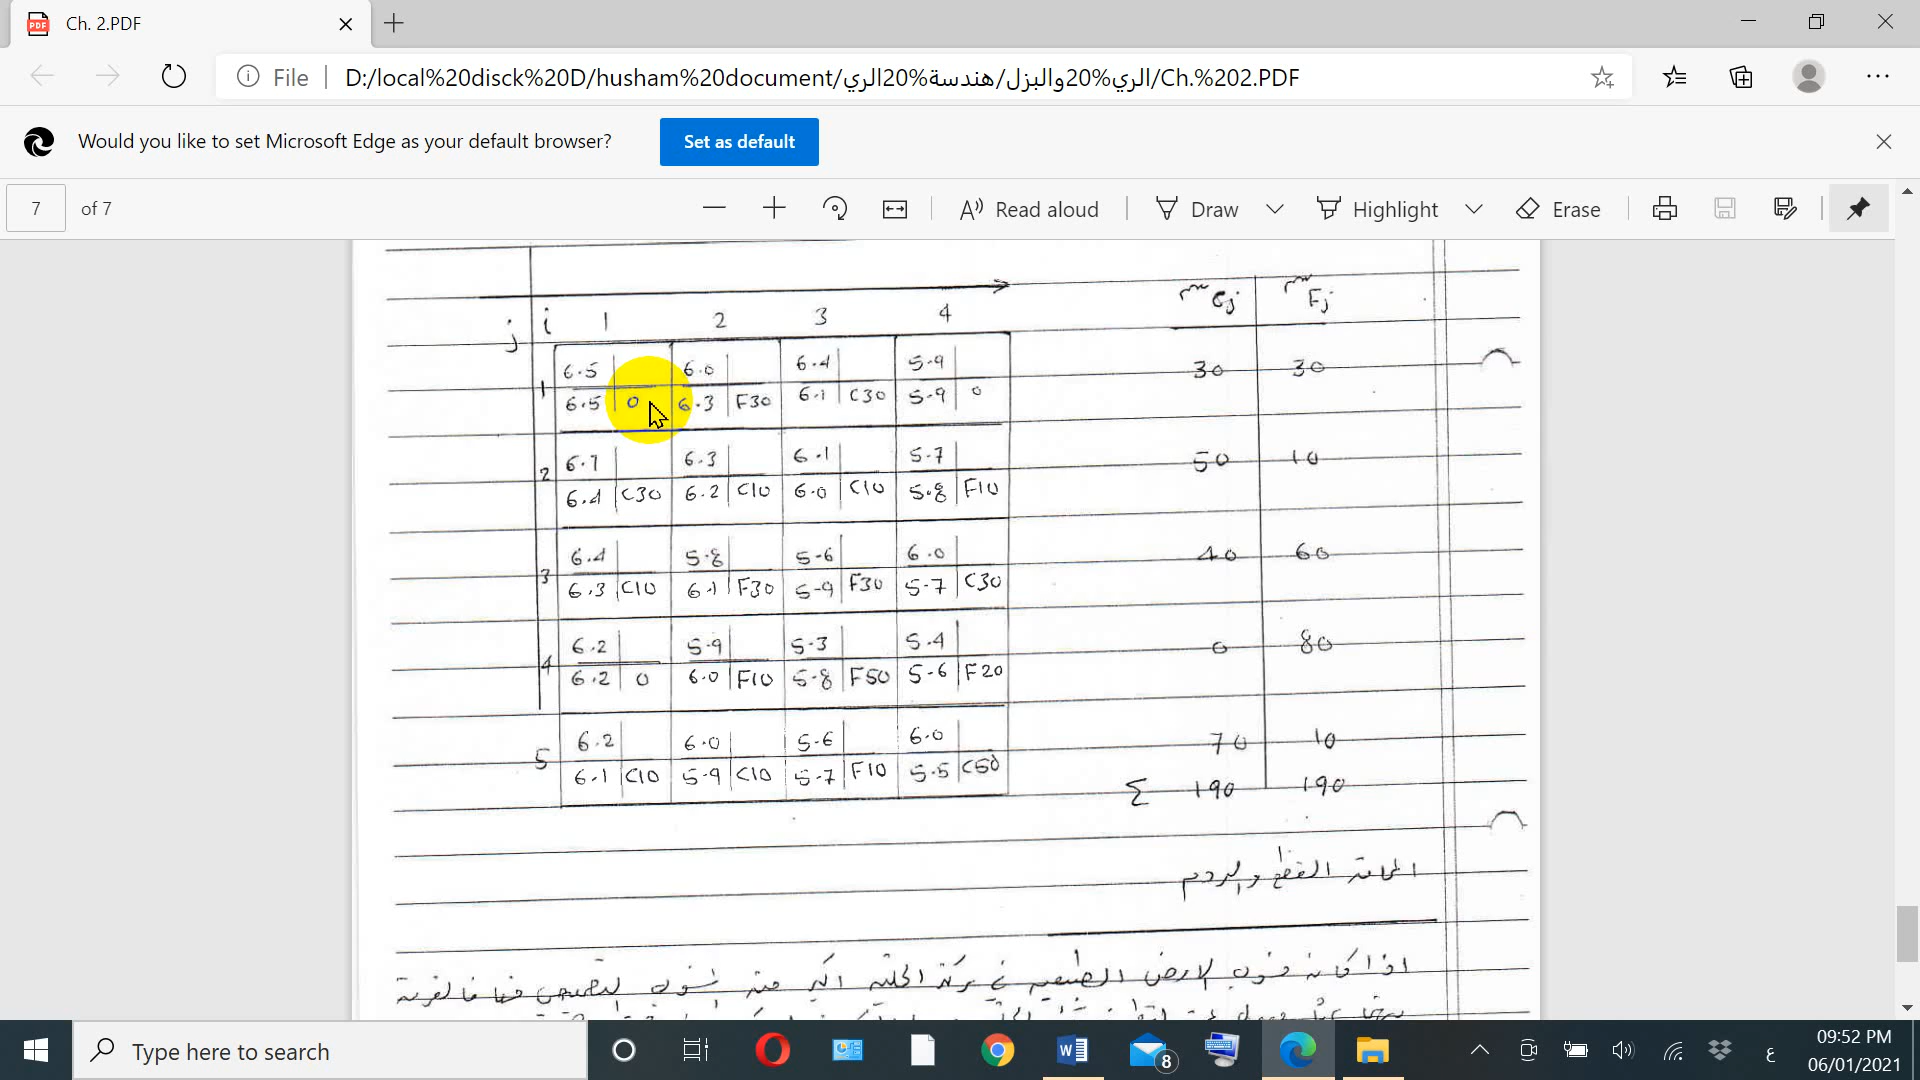 Ch. 2.PDF
File D:/local%20disck%20D/husham%20document/الري%20والبزل/هندسة%20الري/Ch.%202.PDF
Would you like to set Microsoft Edge as your default browser? Set as default
7 of 7 Read aloud Draw Highlight Erase
j i 1 2 3 4 Cj Fj
6.5 6.0 6.4 5.9
1 6.5 0 6.3 F30 6.1 C30 5.9 0 30 30
6.7 6.3 6.1 5.7
2 6.4 C30 6.2 C10 6.0 C10 5.8 F10 50 10
6.4 5.8 5.6 6.0
3 6.3 C10 6.1 F30 5.9 F30 5.7 C30 40 60
6.2 5.9 5.3 5.4
4 6.2 0 6.0 F10 5.8 F50 5.6 F20 0 80
6.2 6.0 5.6 6.0
5 6.1 C10 5.9 C10 5.7 F10 5.5 C50 70 10
Σ 190 190
القطع والردم
Type here to search
8
ع
09:52 PM
06/01/2021